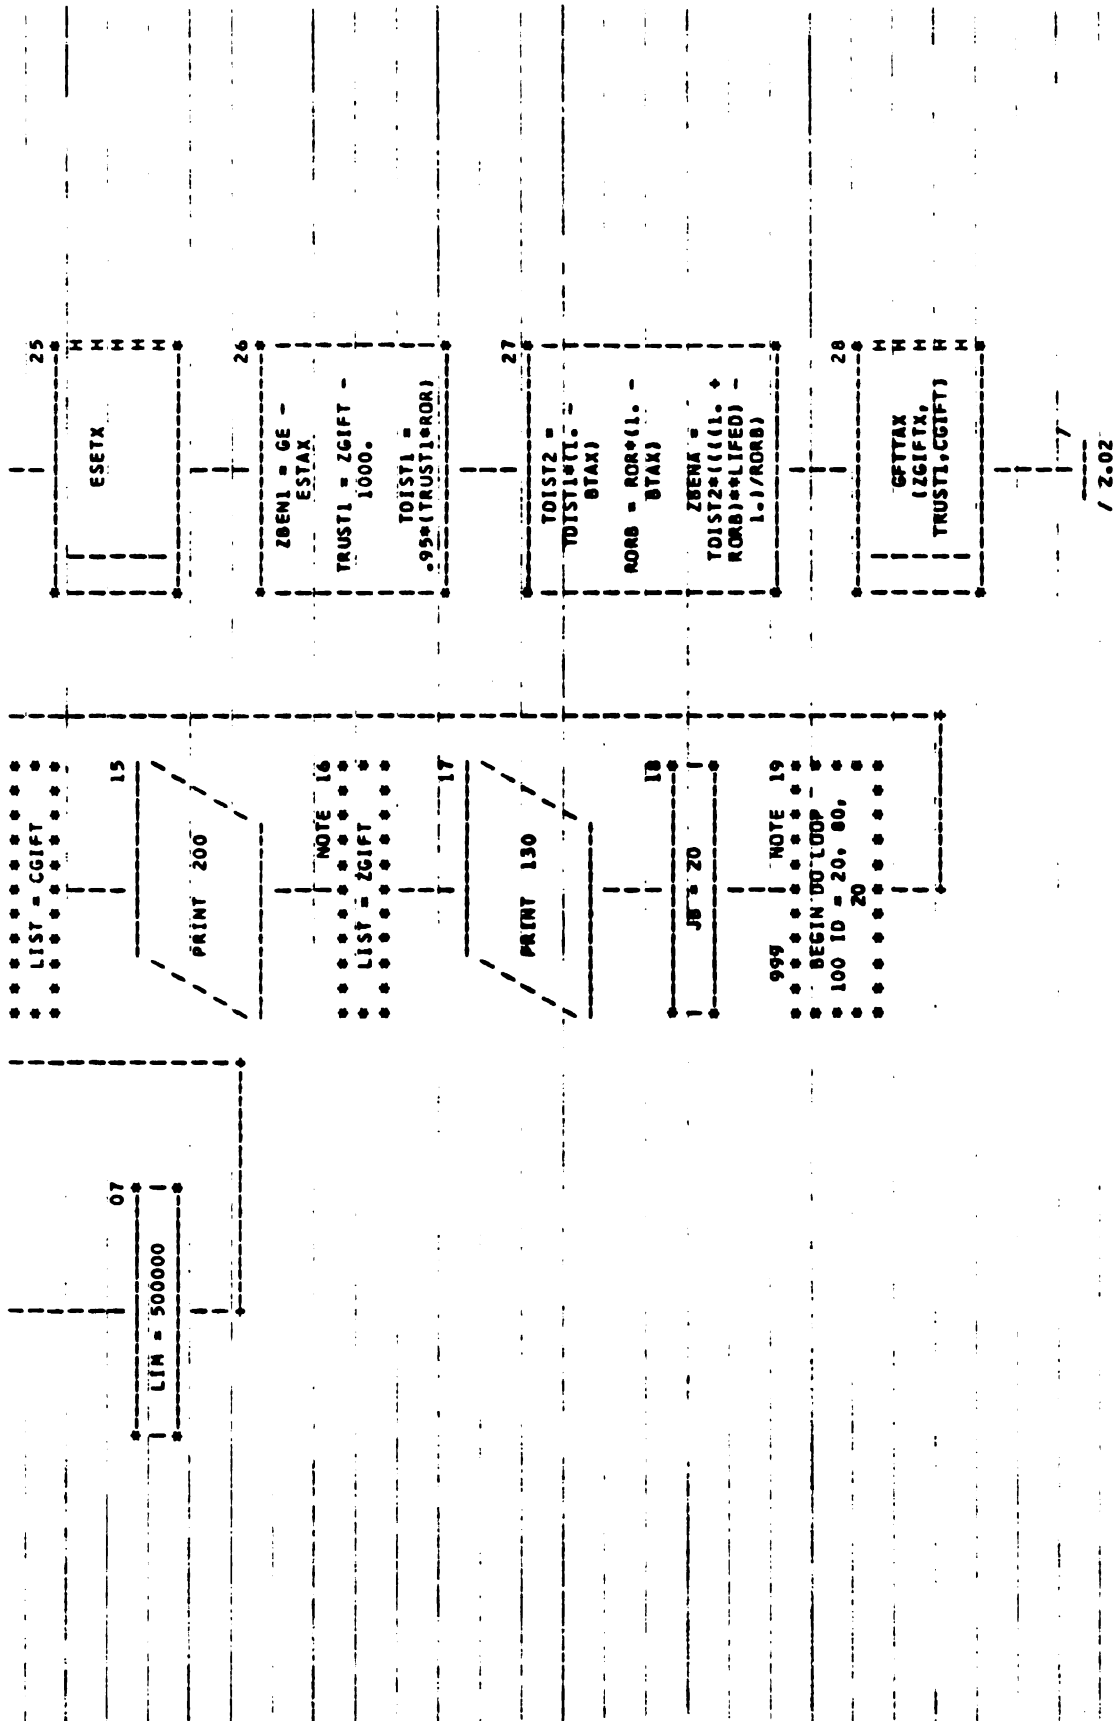 07
LIM = 500000
LIST = CGIFT
15
PRINT 200
NOTE 16
LIST = ZGIFT
17
PRINT 130
18
JB = 20
999 NOTE 19
BEGIN DO LOOP
100 ID = 20, 80,
20
25
ESETX
26
ZBEN1 = GE -
ESTAX
TRUST1 = ZGIFT -
1000.
TDIST1 =
.95*(TRUST1*ROR)
27
TDIST2 =
TDIST1*(1. -
BTAX)
RORB = ROR*(1. -
BTAX)
ZBENA =
TDIST2*((((1. +
RORB)**LIFED) -
1.)/RORB)
28
GFTTAX
(ZGIFTX,
TRUST1,CGIFT)
/ 2.02 /